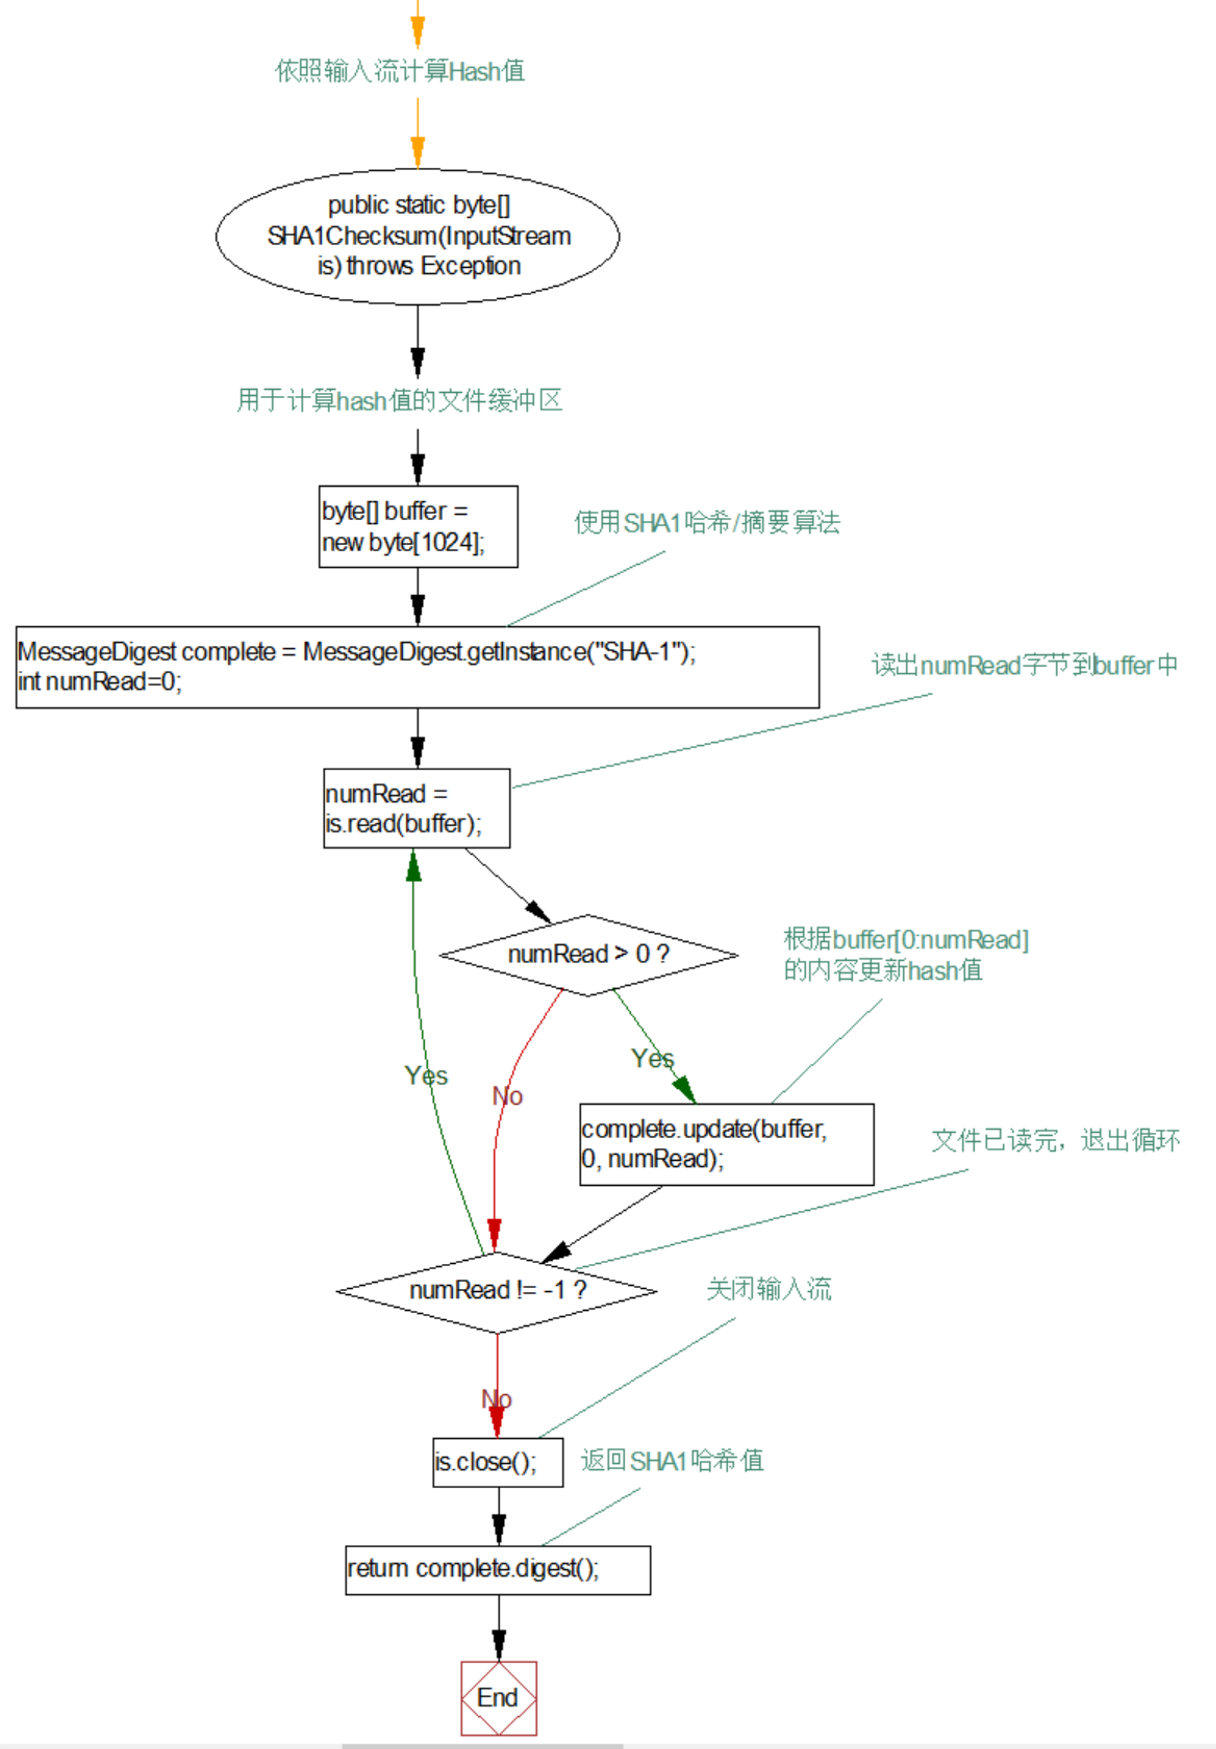 依照输入流计算Hash值
public static byte[]
SHA1Checksum(InputStream
is) throws Exception
用于计算hash值的文件缓冲区
byte[] buffer =
new byte[1024];
使用SHA1哈希/摘要算法
MessageDigest complete = MessageDigest.getInstance("SHA-1");
int numRead=0;
读出numRead字节到buffer中
numRead =
is.read(buffer);
numRead > 0 ?
根据buffer[0:numRead]
的内容更新hash值
Yes
Yes
No
complete.update(buffer,
0, numRead);
文件已读完，退出循环
numRead != -1 ?
关闭输入流
No
is.close();
返回SHA1哈希值
return complete.digest();
End